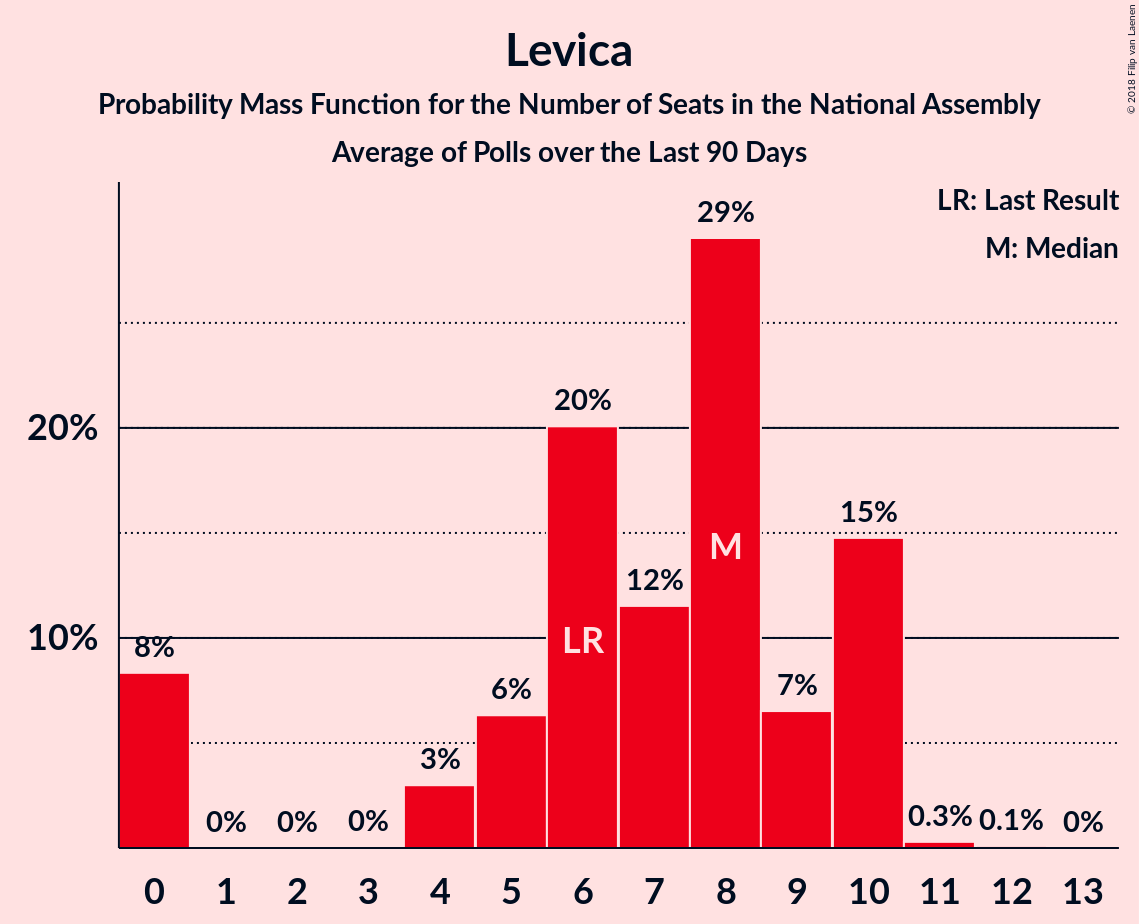 Levica
Probability Mass Function for the Number of Seats in the National Assembly
Average of Polls over the Last 90 Days
© 2018 Filip van Laenen
LR: Last Result
M: Median
20%
10%
8%
0%
0%
0%
3%
6%
20%
12%
29%
7%
15%
0.3%
0.1%
0%
LR
M
0 1 2 3 4 5 6 7 8 9 10 11 12 13